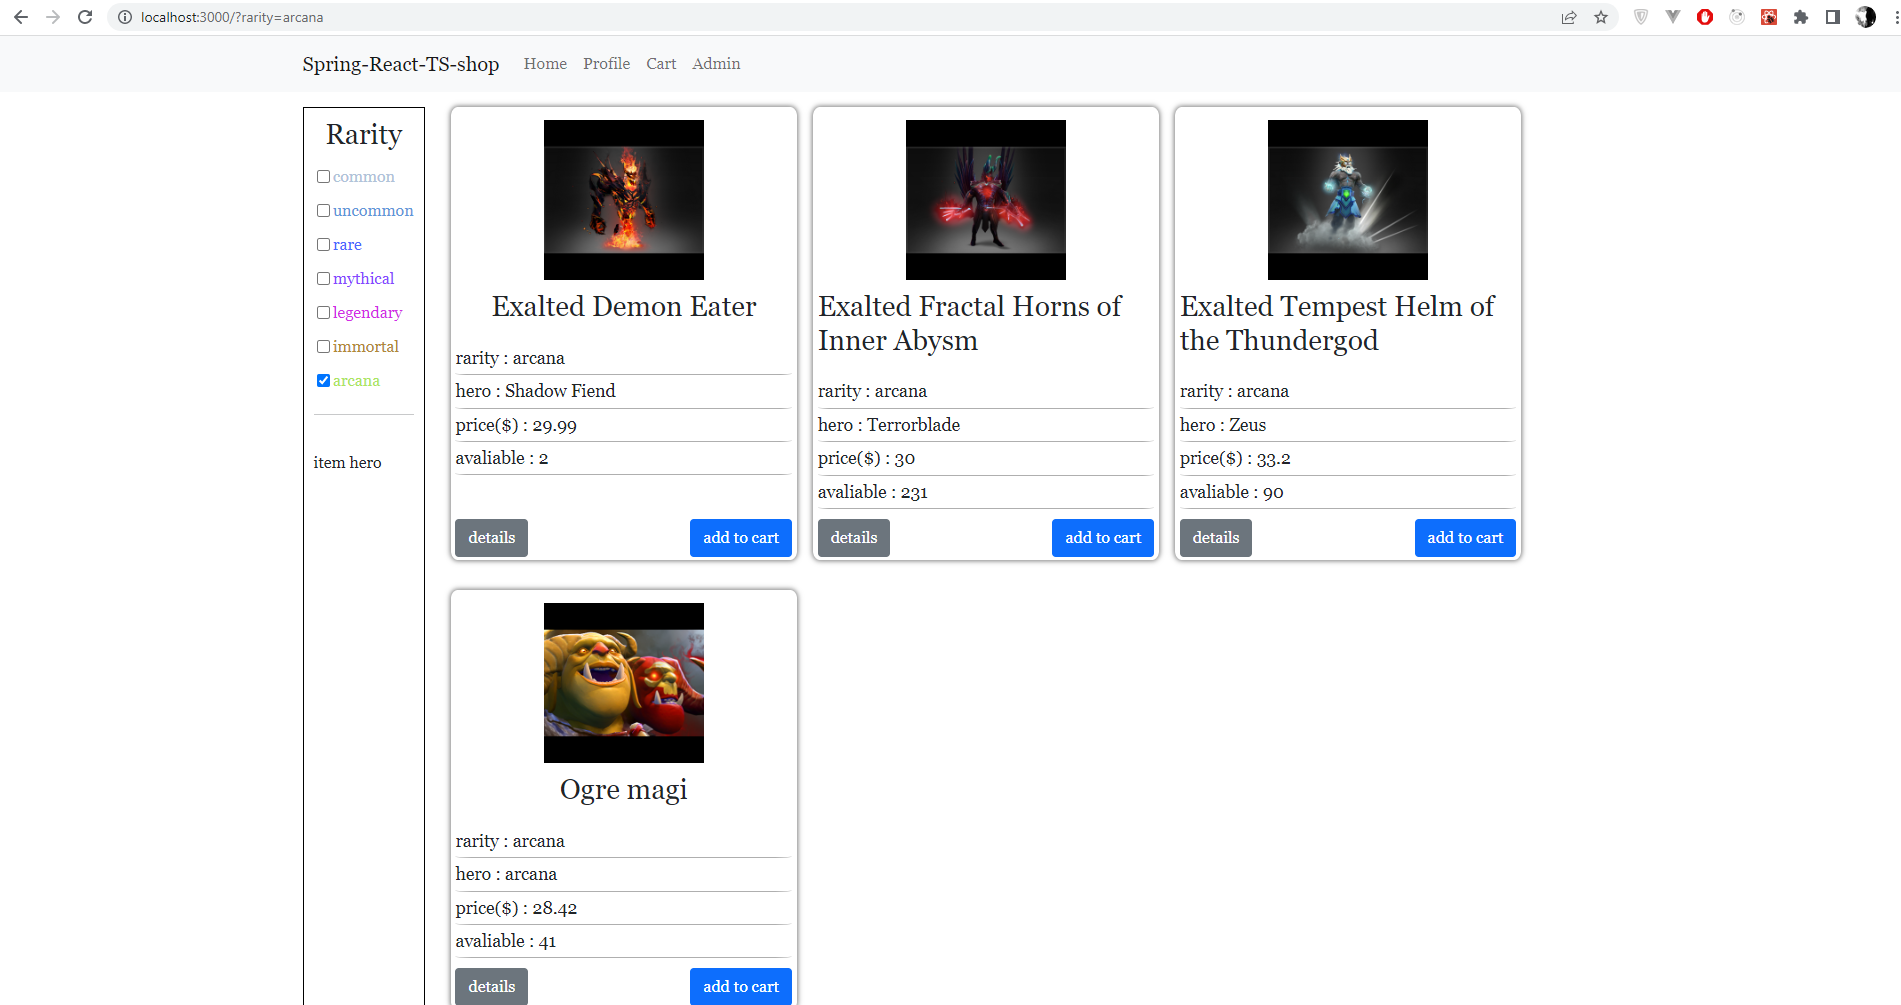 localhost:3000/?rarity=arcana
Spring-React-TS-shop Home Profile Cart Admin
Rarity
common
uncommon
rare
mythical
legendary
immortal
arcana
item hero
Exalted Demon Eater
rarity : arcana
hero : Shadow Fiend
price($) : 29.99
avaliable : 2
details add to cart
Exalted Fractal Horns of
Inner Abysm
rarity : arcana
hero : Terrorblade
price($) : 30
avaliable : 231
details add to cart
Exalted Tempest Helm of
the Thundergod
rarity : arcana
hero : Zeus
price($) : 33.2
avaliable : 90
details add to cart
Ogre magi
rarity : arcana
hero : arcana
price($) : 28.42
avaliable : 41
details add to cart